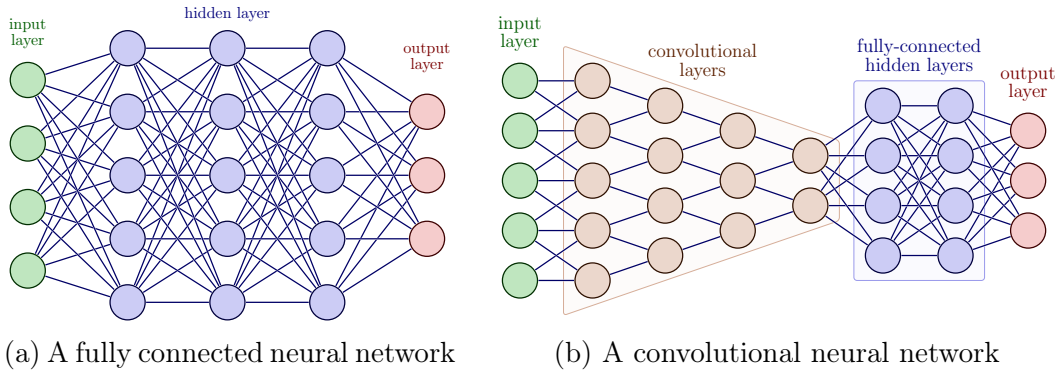 input
layer
hidden layer
output
layer
(a) A fully connected neural network
input
layer
convolutional
layers
fully-connected
hidden layers
output
layer
(b) A convolutional neural network